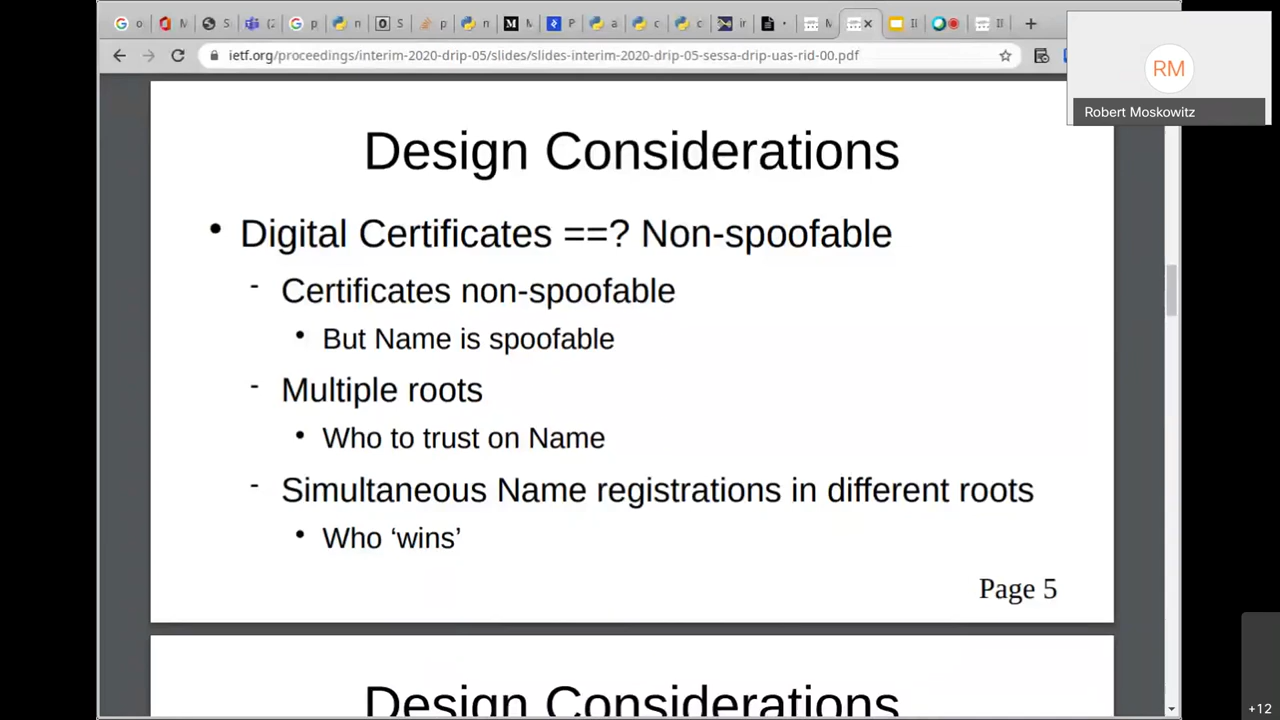 o
M
S
(2
p
n
S
p
n
M
P
a
c
c
ir
M
I
ietf.org/proceedings/interim-2020-drip-05/slides/slides-interim-2020-drip-05-sessa-drip-uas-rid-00.pdf
RM
Robert Moskowitz
Design Considerations
• Digital Certificates ==? Non-spoofable
- Certificates non-spoofable
• But Name is spoofable
- Multiple roots
• Who to trust on Name
- Simultaneous Name registrations in different roots
• Who ‘wins’
Page 5
Design Considerations
+12